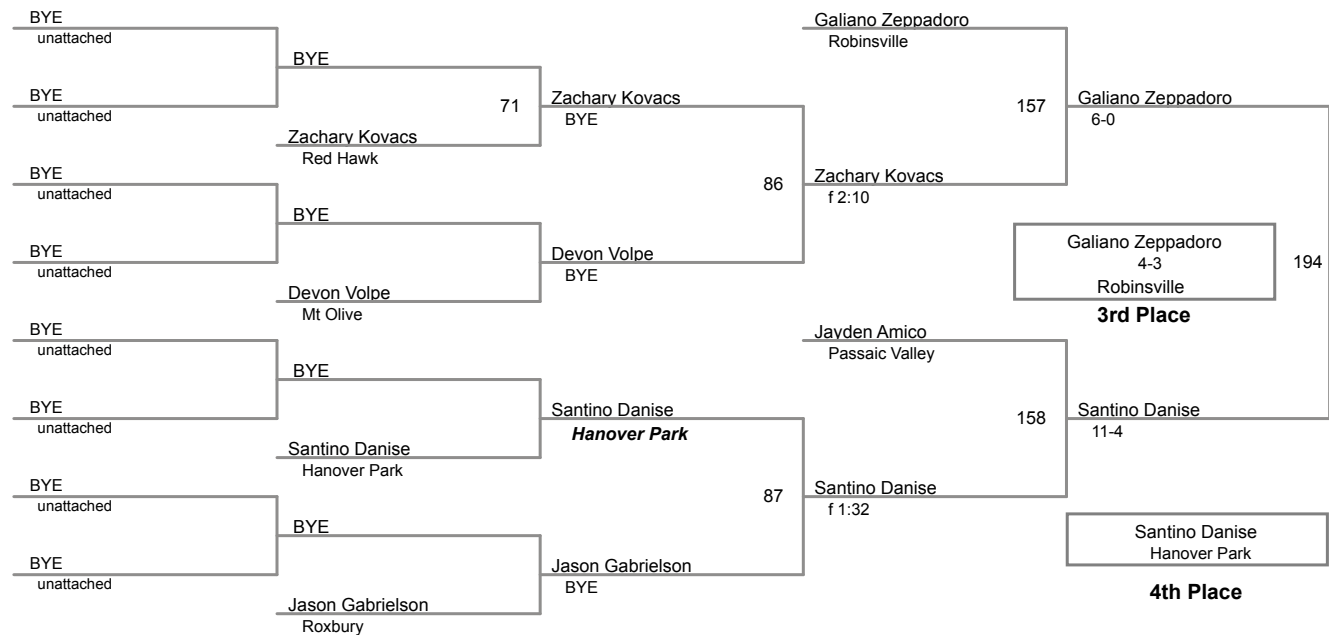 BYE
unattached
BYE
unattached
BYE
unattached
BYE
unattached
BYE
unattached
BYE
unattached
BYE
unattached
BYE
unattached
BYE
Zachary Kovacs
Red Hawk
BYE
Devon Volpe
Mt Olive
BYE
Santino Danise
Hanover Park
BYE
Jason Gabrielson
Roxbury
71
Zachary Kovacs
BYE
Devon Volpe
BYE
Santino Danise
Hanover Park
Jason Gabrielson
BYE
86
87
Galiano Zeppadoro
Robinsville
Zachary Kovacs
f 2:10
Jayden Amico
Passaic Valley
Santino Danise
f 1:32
157
158
Galiano Zeppadoro
6-0
Santino Danise
11-4
194
Galiano Zeppadoro
4-3
Robinsville
3rd Place
Santino Danise
Hanover Park
4th Place